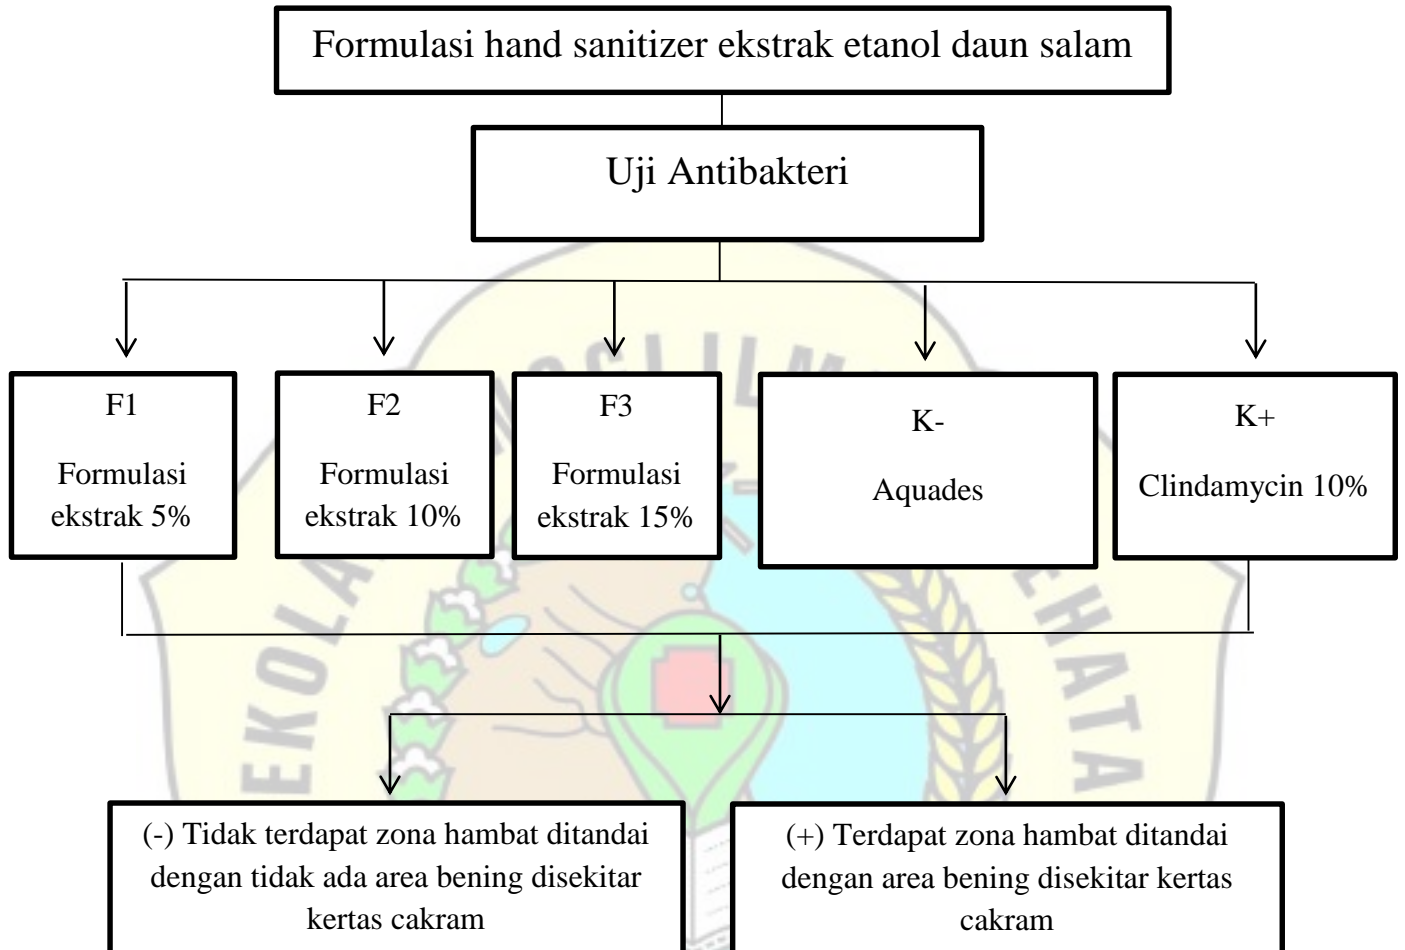 Formulasi hand sanitizer ekstrak etanol daun salam
Uji Antibakteri
F1
Formulasi
ekstrak 5%
F2
Formulasi
ekstrak 10%
F3
Formulasi
ekstrak 15%
K-
Aquades
K+
Clindamycin 10%
(-) Tidak terdapat zona hambat ditandai
dengan tidak ada area bening disekitar
kertas cakram
(+) Terdapat zona hambat ditandai
dengan area bening disekitar kertas
cakram